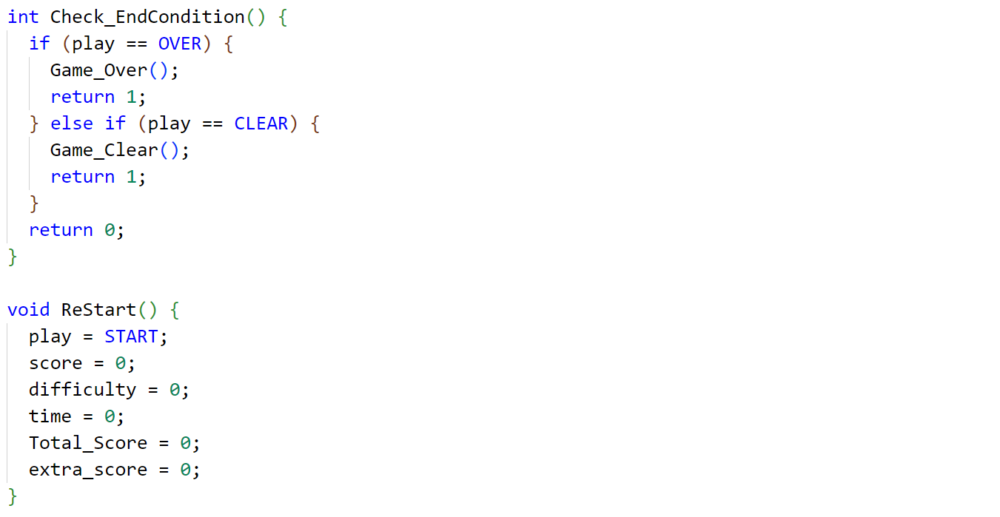 int Check_EndCondition() {
  if (play == OVER) {
    Game_Over();
    return 1;
  } else if (play == CLEAR) {
    Game_Clear();
    return 1;
  }
  return 0;
}

void ReStart() {
  play = START;
  score = 0;
  difficulty = 0;
  time = 0;
  Total_Score = 0;
  extra_score = 0;
}